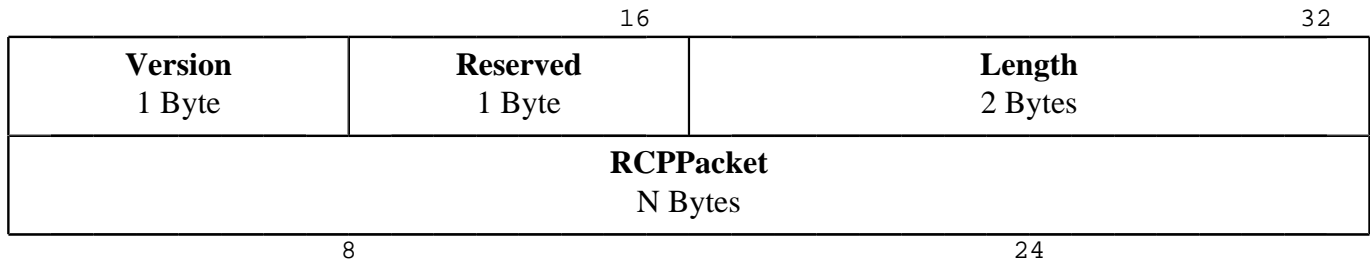 16 32
Version Reserved Length
1 Byte 1 Byte 2 Bytes
RCPPacket
N Bytes
8 24